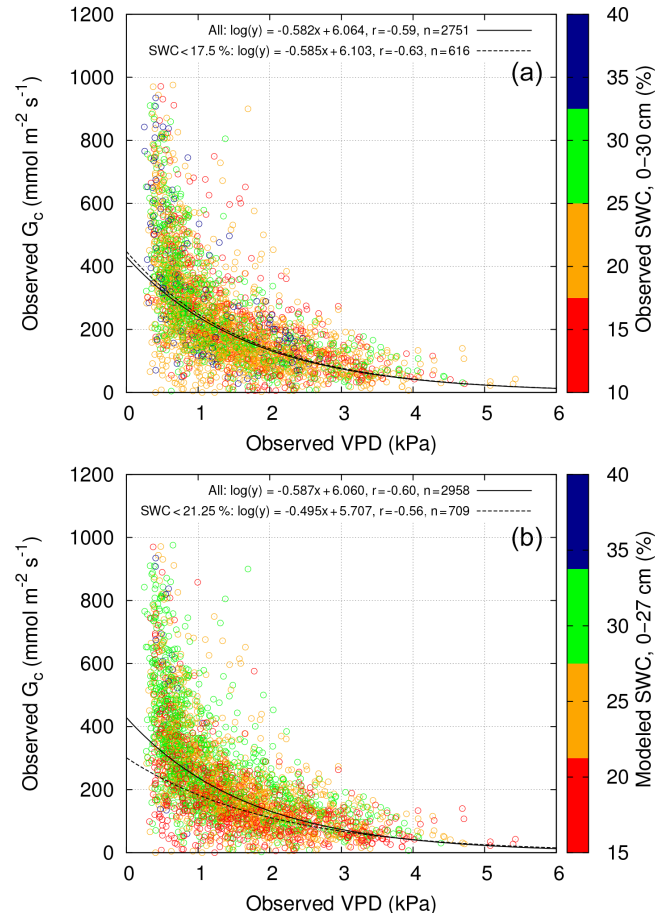 All: log(y) = -0.582x + 6.064, r=-0.59, n=2751
SWC < 17.5 %: log(y) = -0.585x + 6.103, r=-0.63, n=616
(a)
1200
1000
800
600
400
200
0
Observed Gc (mmol m-2 s-1)
0 1 2 3 4 5 6
Observed VPD (kPa)
40
35
30
25
20
15
10
Observed SWC, 0-30 cm (%)
All: log(y) = -0.587x + 6.060, r=-0.60, n=2958
SWC < 21.25 %: log(y) = -0.495x + 5.707, r=-0.56, n=709
(b)
1200
1000
800
600
400
200
0
Observed Gc (mmol m-2 s-1)
0 1 2 3 4 5 6
Observed VPD (kPa)
40
35
30
25
20
15
Modeled SWC, 0-27 cm (%)